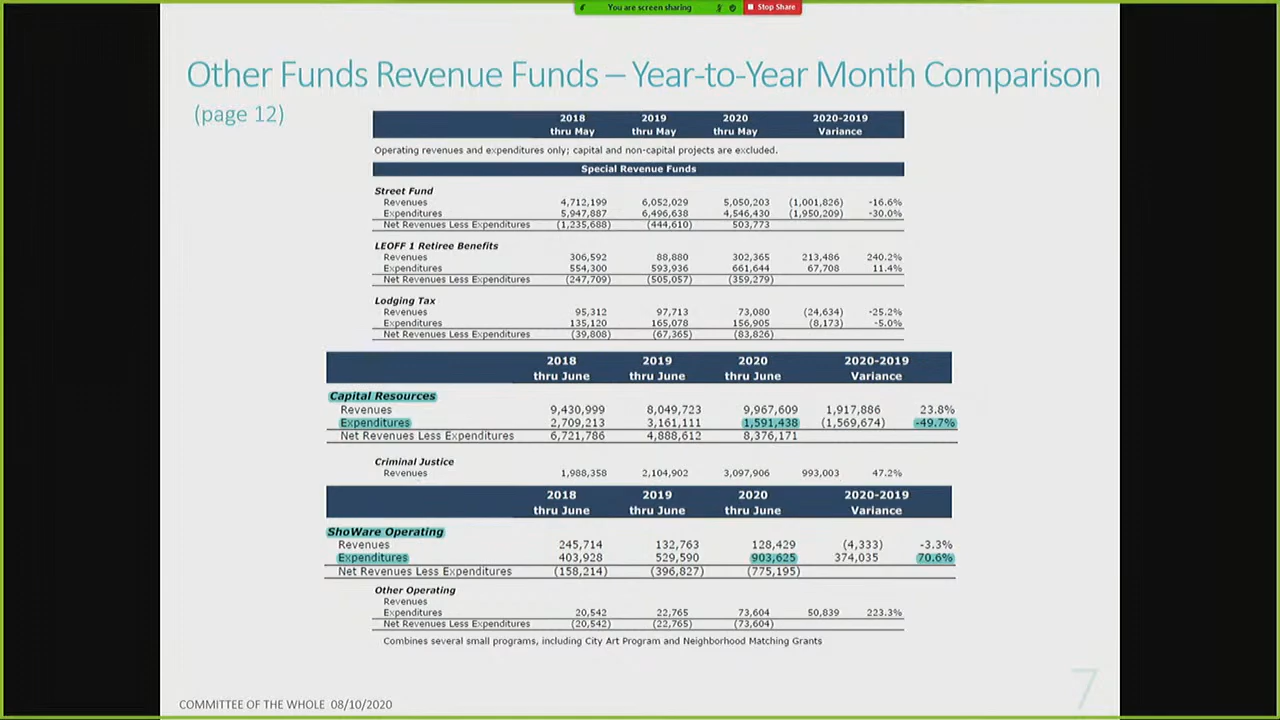 You are screen sharing Stop Share
Other Funds Revenue Funds – Year-to-Year Month Comparison
(page 12)
2018 2019 2020 2020-2019
thru May thru May thru May Variance
Operating revenues and expenditures only; capital and non-capital projects are excluded.
Special Revenue Funds
Street Fund
Revenues 4,712,199 6,052,029 5,050,203 (1,001,826) -16.6%
Expenditures 5,947,887 6,496,638 4,546,430 (1,950,209) -30.0%
Net Revenues Less Expenditures (1,235,688) (444,610) 503,773
LEOFF 1 Retiree Benefits
Revenues 306,592 88,880 302,365 213,486 240.2%
Expenditures 554,300 593,936 661,644 67,708 11.4%
Net Revenues Less Expenditures (247,709) (505,057) (359,279)
Lodging Tax
Revenues 95,312 97,713 73,080 (24,634) -25.2%
Expenditures 135,120 165,078 156,905 (8,173) -5.0%
Net Revenues Less Expenditures (39,808) (67,365) (83,826)
2018 2019 2020 2020-2019
thru June thru June thru June Variance
Capital Resources
Revenues 9,430,999 8,049,723 9,967,609 1,917,886 23.8%
Expenditures 2,709,213 3,161,111 1,591,438 (1,569,674) -49.7%
Net Revenues Less Expenditures 6,721,786 4,888,612 8,376,171
Criminal Justice
Revenues 1,988,358 2,104,902 3,097,906 993,003 47.2%
2018 2019 2020 2020-2019
thru June thru June thru June Variance
ShoWare Operating
Revenues 245,714 132,763 128,429 (4,333) -3.3%
Expenditures 403,928 529,590 903,625 374,035 70.6%
Net Revenues Less Expenditures (158,214) (396,827) (775,195)
Other Operating
Revenues
Expenditures 20,542 22,765 73,604 50,839 223.3%
Net Revenues Less Expenditures (20,542) (22,765) (73,604)
Combines several small programs, including City Art Program and Neighborhood Matching Grants
COMMITTEE OF THE WHOLE 08/10/2020
7